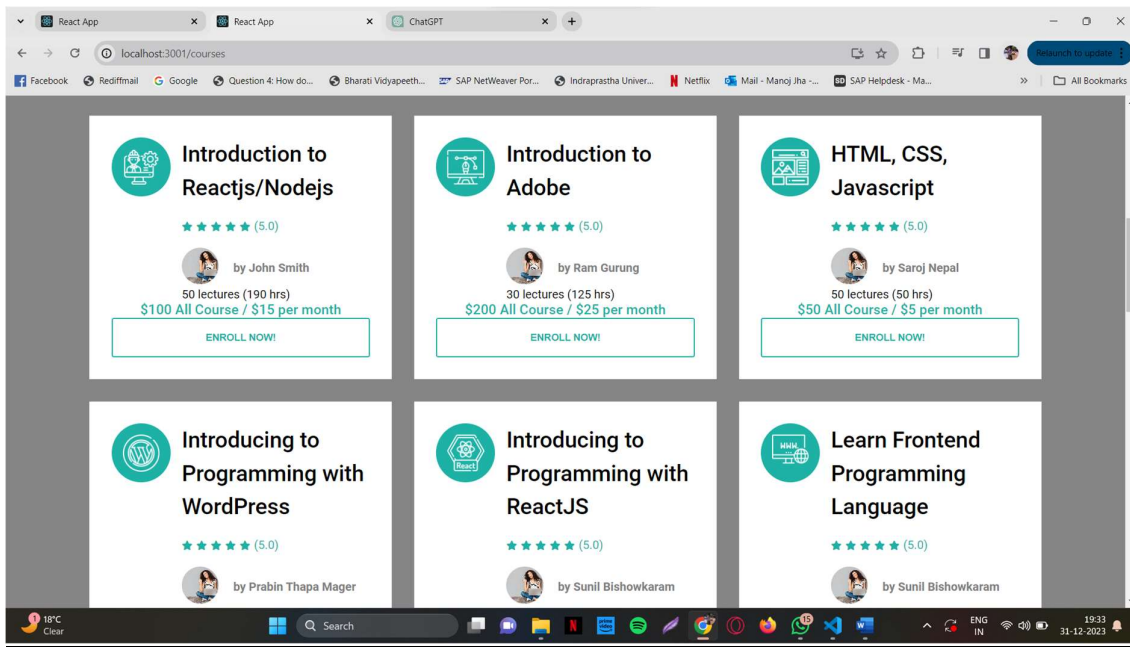 React App
React App
ChatGPT
localhost:3001/courses
Relaunch to update
Facebook
Rediffmail
Google
Question 4: How do...
Bharati Vidyapeeth...
SAP NetWeaver Por...
Indraprastha Univer...
Netflix
Mail - Manoj Jha -...
SD
SAP Helpdesk - Ma...
All Bookmarks
Introduction to
Reactjs/Nodejs
(5.0)
by John Smith
50 lectures (190 hrs)
$100 All Course / $15 per month
ENROLL NOW!
Introduction to
Adobe
(5.0)
by Ram Gurung
30 lectures (125 hrs)
$200 All Course / $25 per month
ENROLL NOW!
HTML, CSS,
Javascript
(5.0)
by Saroj Nepal
50 lectures (50 hrs)
$50 All Course / $5 per month
ENROLL NOW!
Introducing to
Programming with
WordPress
(5.0)
by Prabin Thapa Mager
Introducing to
Programming with
ReactJS
React
(5.0)
by Sunil Bishowkaram
Learn Frontend
Programming
Language
WWW
(5.0)
by Sunil Bishowkaram
1
18°C
Clear
Search
prime video
15
ENG
IN
19:33
31-12-2023